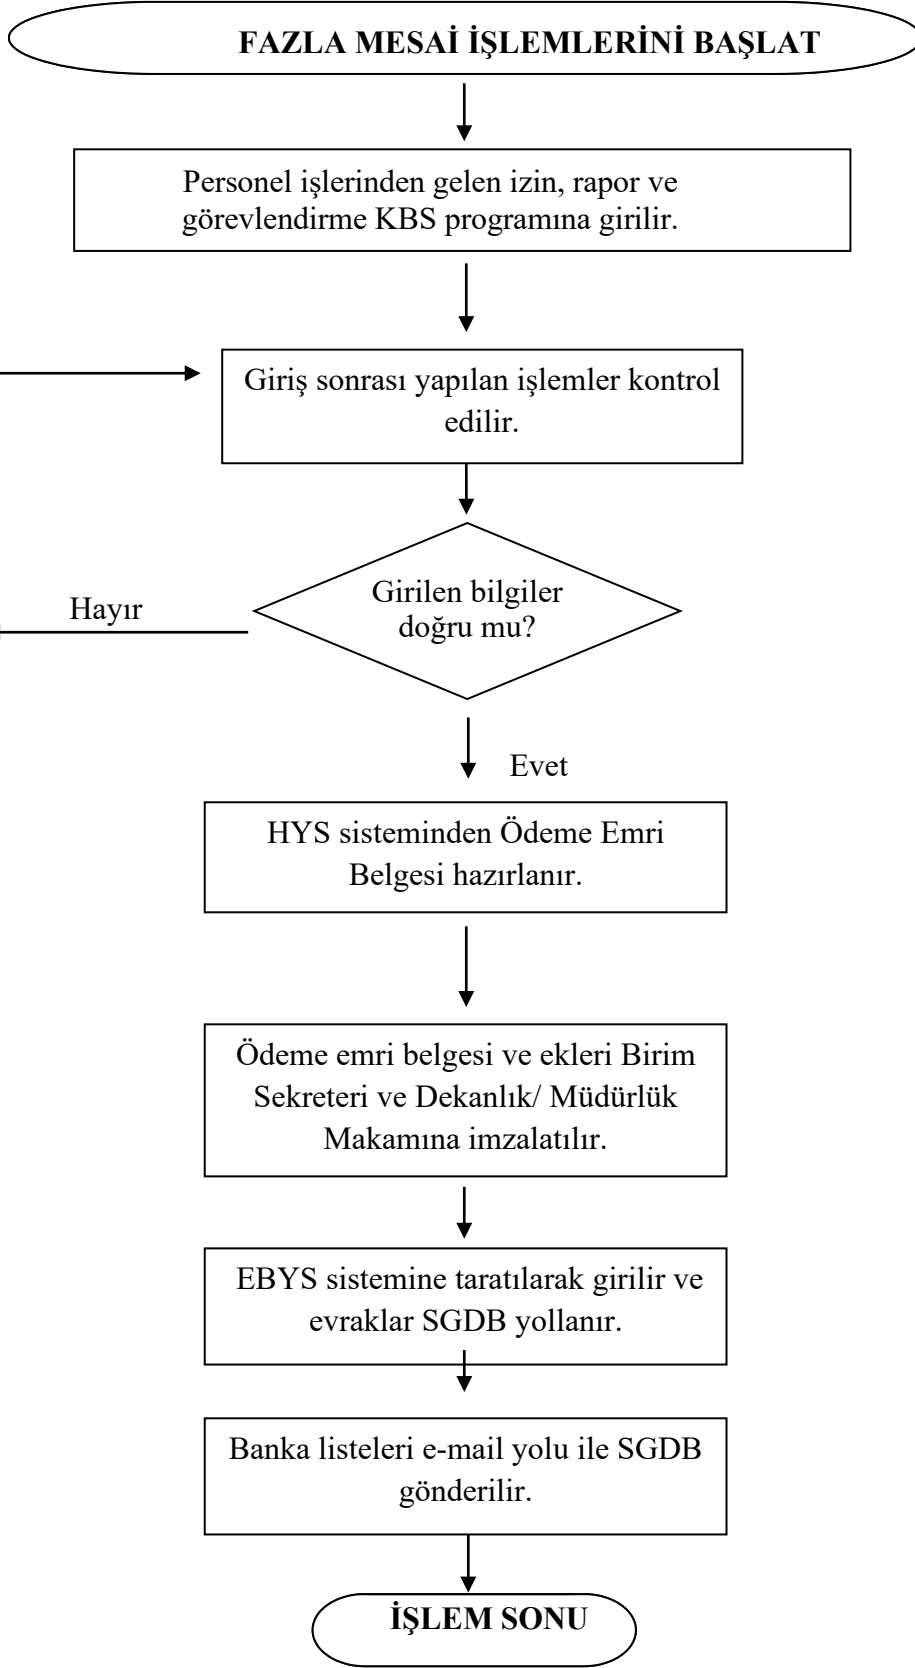 FAZLA MESAİ İŞLEMLERİNİ BAŞLAT
Personel işlerinden gelen izin, rapor ve
görevlendirme KBS programına girilir.
Giriş sonrası yapılan işlemler kontrol
edilir.
Girilen bilgiler
doğru mu?
Hayır
Evet
HYS sisteminden Ödeme Emri
Belgesi hazırlanır.
Ödeme emri belgesi ve ekleri Birim
Sekreteri ve Dekanlık/ Müdürlük
Makamına imzalatılır.
EBYS sistemine taratılarak girilir ve
evraklar SGDB yollanır.
Banka listeleri e-mail yolu ile SGDB
gönderilir.
İŞLEM SONU